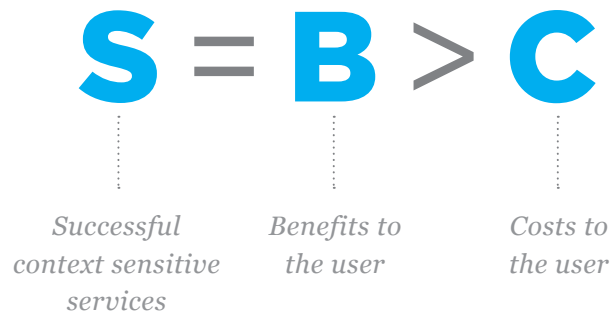 S = B > C
Successful Benefits to Costs to
context sensitive the user the user
services